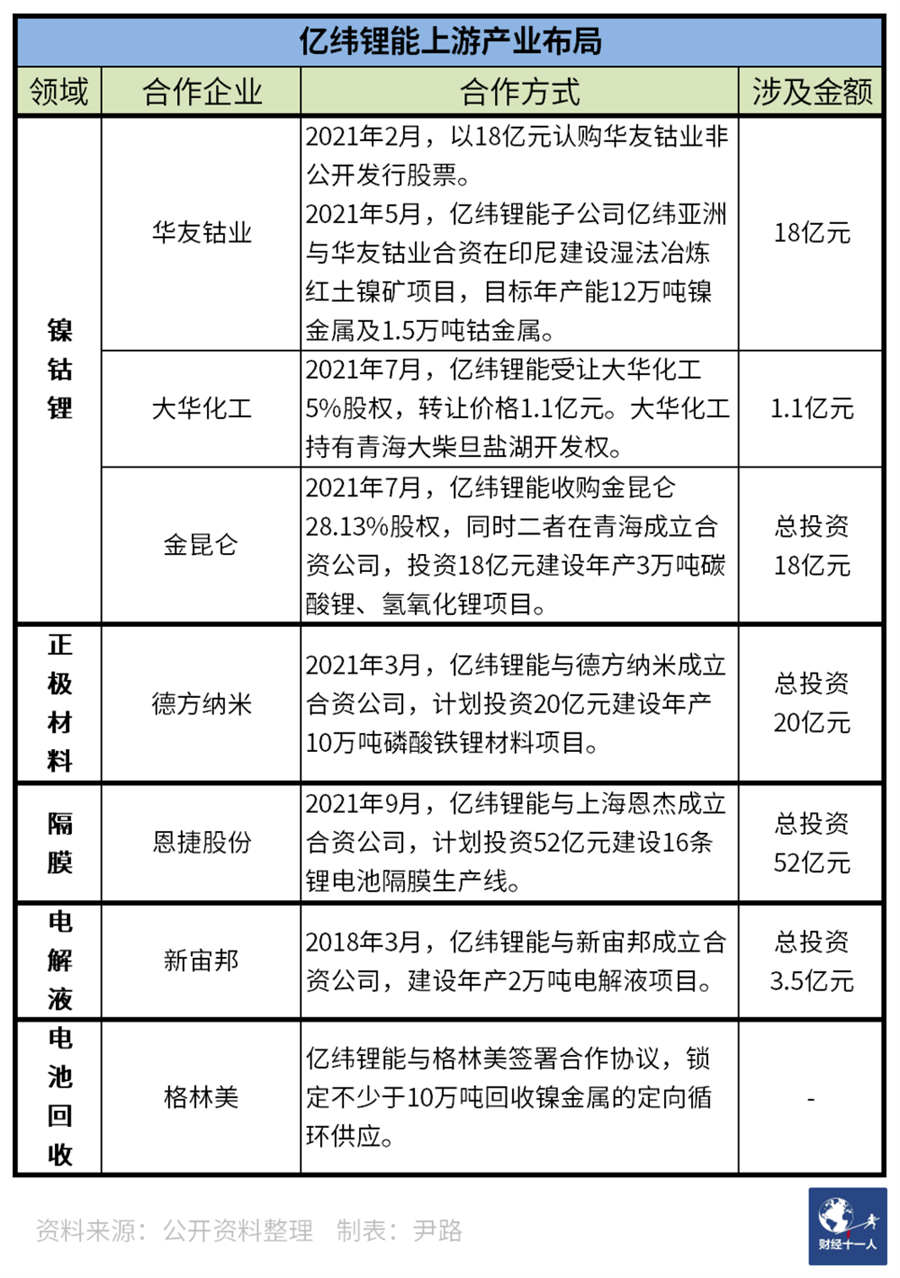 亿纬锂能上游产业布局
领域
合作企业
合作方式
涉及金额
镍
钴
锂
华友钴业
2021年2月，以18亿元认购华友钴业非
公开发行股票。
2021年5月，亿纬锂能子公司亿纬亚洲
与华友钴业合资在印尼建设湿法冶炼
红土镍矿项目，目标年产能12万吨镍
金属及1.5万吨钴金属。
18亿元
大华化工
2021年7月，亿纬锂能受让大华化工
5%股权，转让价格1.1亿元。大华化工
持有青海大柴旦盐湖开发权。
1.1亿元
金昆仑
2021年7月，亿纬锂能收购金昆仑
28.13%股权，同时二者在青海成立合
资公司，投资18亿元建设年产3万吨碳
酸锂、氢氧化锂项目。
总投资
18亿元
正
极
材
料
德方纳米
2021年3月，亿纬锂能与德方纳米成立
合资公司，计划投资20亿元建设年产
10万吨磷酸铁锂材料项目。
总投资
20亿元
隔
膜
恩捷股份
2021年9月，亿纬锂能与上海恩杰成立
合资公司，计划投资52亿元建设16条
锂电池隔膜生产线。
总投资
52亿元
电
解
液
新宙邦
2018年3月，亿纬锂能与新宙邦成立合
资公司，建设年产2万吨电解液项目。
总投资
3.5亿元
电
池
回
收
格林美
亿纬锂能与格林美签署合作协议，锁
定不少于10万吨回收镍金属的定向循
环供应。
-
资料来源：公开资料整理 制表：尹路
财经十一人